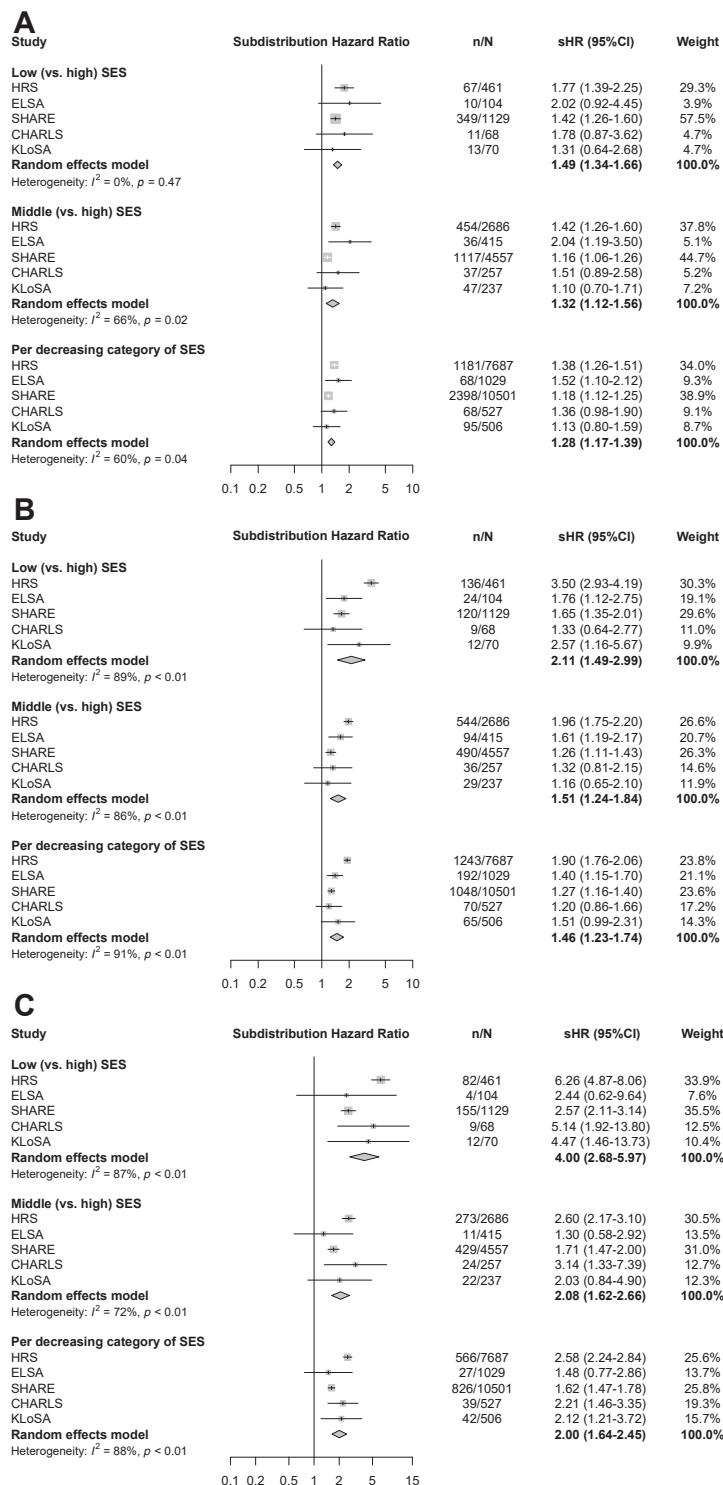 A
Study Subdistribution Hazard Ratio n/N sHR (95%CI) Weight
Low (vs. high) SES
HRS 67/461 1.77 (1.39-2.25) 29.3%
ELSA 10/104 2.02 (0.92-4.45) 3.9%
SHARE 349/1129 1.42 (1.26-1.60) 57.5%
CHARLS 11/68 1.78 (0.87-3.62) 4.7%
KLoSA 13/70 1.31 (0.64-2.68) 4.7%
Random effects model 1.49 (1.34-1.66) 100.0%
Heterogeneity: I² = 0%, p = 0.47
Middle (vs. high) SES
HRS 454/2686 1.42 (1.26-1.60) 37.8%
ELSA 36/415 2.04 (1.19-3.50) 5.1%
SHARE 1117/4557 1.16 (1.06-1.26) 44.7%
CHARLS 37/257 1.51 (0.89-2.58) 5.2%
KLoSA 47/237 1.10 (0.70-1.71) 7.2%
Random effects model 1.32 (1.12-1.56) 100.0%
Heterogeneity: I² = 66%, p = 0.02
Per decreasing category of SES
HRS 1181/7687 1.38 (1.26-1.51) 34.0%
ELSA 68/1029 1.52 (1.10-2.12) 9.3%
SHARE 2398/10501 1.18 (1.12-1.25) 38.9%
CHARLS 68/527 1.36 (0.98-1.90) 9.1%
KLoSA 95/506 1.13 (0.80-1.59) 8.7%
Random effects model 1.28 (1.17-1.39) 100.0%
Heterogeneity: I² = 60%, p = 0.04
0.1 0.2 0.5 1 2 5 10
B
Study Subdistribution Hazard Ratio n/N sHR (95%CI) Weight
Low (vs. high) SES
HRS 136/461 3.50 (2.93-4.19) 30.3%
ELSA 24/104 1.76 (1.12-2.75) 19.1%
SHARE 120/1129 1.65 (1.35-2.01) 29.6%
CHARLS 9/68 1.33 (0.64-2.77) 11.0%
KLoSA 12/70 2.57 (1.16-5.67) 9.9%
Random effects model 2.11 (1.49-2.99) 100.0%
Heterogeneity: I² = 89%, p < 0.01
Middle (vs. high) SES
HRS 544/2686 1.96 (1.75-2.20) 26.6%
ELSA 94/415 1.61 (1.19-2.17) 20.7%
SHARE 490/4557 1.26 (1.11-1.43) 26.3%
CHARLS 36/257 1.32 (0.81-2.15) 14.6%
KLoSA 29/237 1.16 (0.65-2.10) 11.9%
Random effects model 1.51 (1.24-1.84) 100.0%
Heterogeneity: I² = 86%, p < 0.01
Per decreasing category of SES
HRS 1243/7687 1.90 (1.76-2.06) 23.8%
ELSA 192/1029 1.40 (1.15-1.70) 21.1%
SHARE 1048/10501 1.27 (1.16-1.40) 23.6%
CHARLS 70/527 1.20 (0.86-1.66) 17.2%
KLoSA 65/506 1.51 (0.99-2.31) 14.3%
Random effects model 1.46 (1.23-1.74) 100.0%
Heterogeneity: I² = 91%, p < 0.01
0.1 0.2 0.5 1 2 5 10
C
Study Subdistribution Hazard Ratio n/N sHR (95%CI) Weight
Low (vs. high) SES
HRS 82/461 6.26 (4.87-8.06) 33.9%
ELSA 4/104 2.44 (0.62-9.64) 7.6%
SHARE 155/1129 2.57 (2.11-3.14) 35.5%
CHARLS 9/68 5.14 (1.92-13.80) 12.5%
KLoSA 12/70 4.47 (1.46-13.73) 10.4%
Random effects model 4.00 (2.68-5.97) 100.0%
Heterogeneity: I² = 87%, p < 0.01
Middle (vs. high) SES
HRS 273/2686 2.60 (2.17-3.10) 30.5%
ELSA 11/415 1.30 (0.58-2.92) 13.5%
SHARE 429/4557 1.71 (1.47-2.00) 31.0%
CHARLS 24/257 3.14 (1.33-7.39) 12.7%
KLoSA 22/237 2.03 (0.84-4.90) 12.3%
Random effects model 2.08 (1.62-2.66) 100.0%
Heterogeneity: I² = 72%, p < 0.01
Per decreasing category of SES
HRS 566/7687 2.58 (2.24-2.84) 25.6%
ELSA 27/1029 1.48 (0.77-2.86) 13.7%
SHARE 826/10501 1.62 (1.47-1.78) 25.8%
CHARLS 39/527 2.21 (1.46-3.35) 19.3%
KLoSA 42/506 2.12 (1.21-3.72) 15.7%
Random effects model 2.00 (1.64-2.45) 100.0%
Heterogeneity: I² = 88%, p < 0.01
0.1 0.2 0.5 1 2 5 15